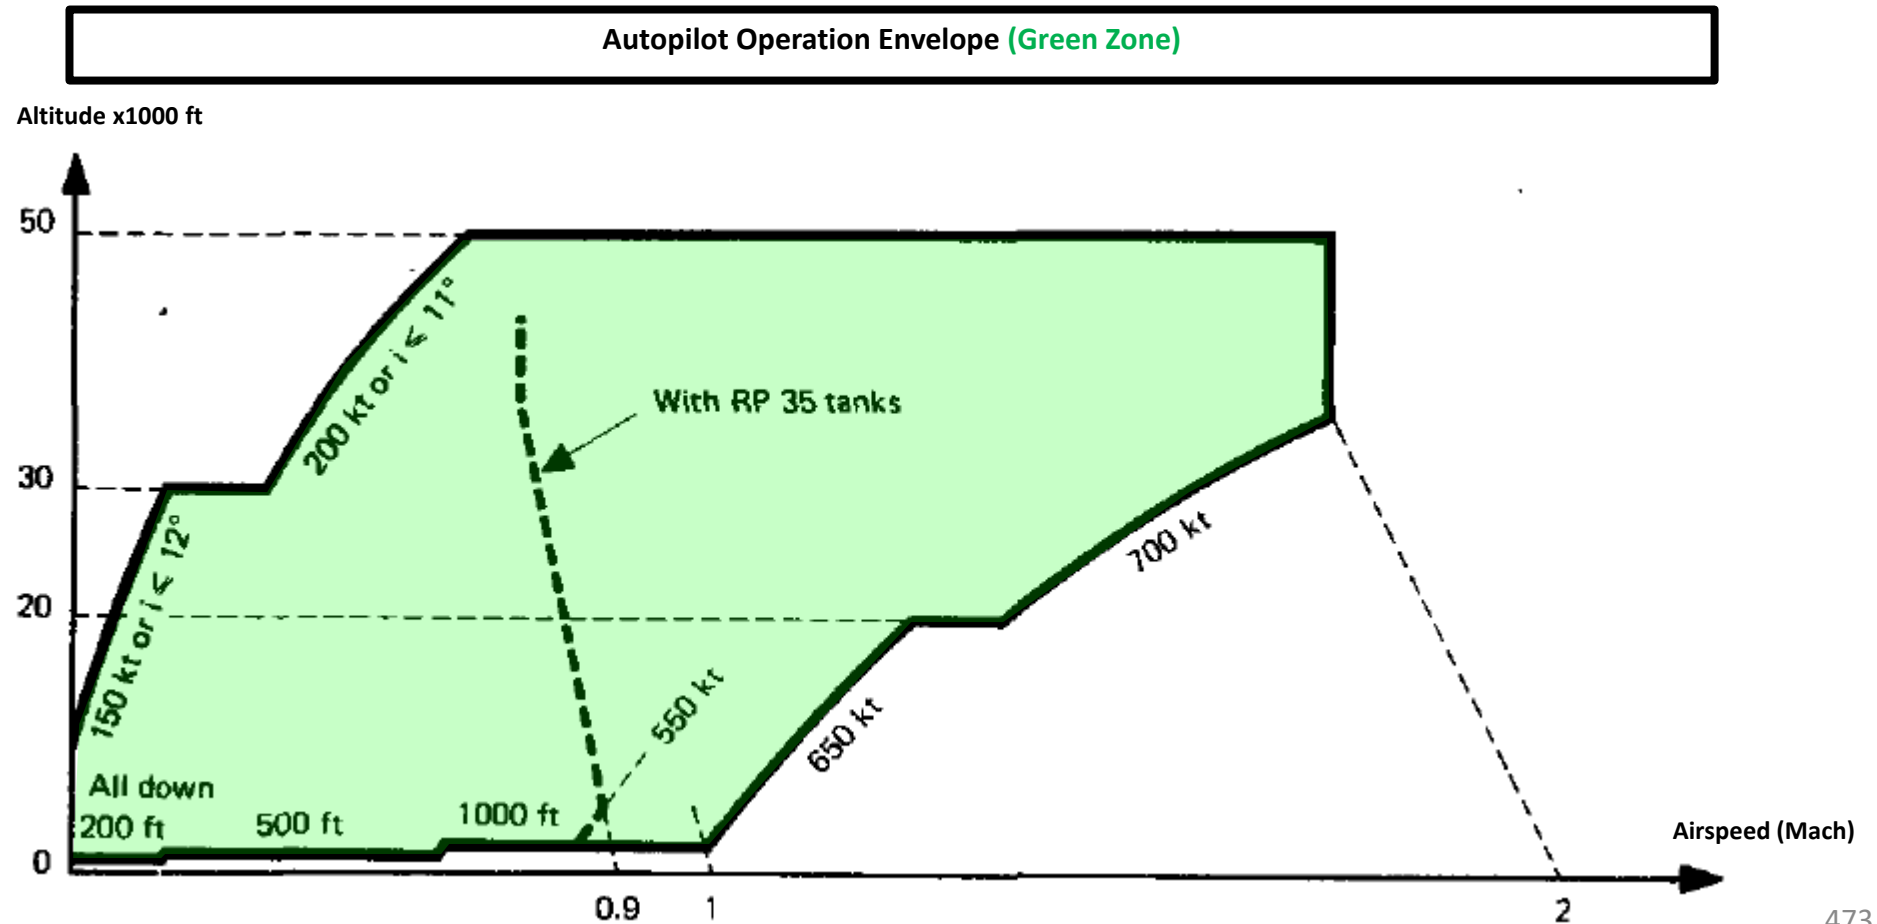 Autopilot Operation Envelope (Green Zone)
Altitude x1000 ft
50
200 kt or i ⩽ 11°
With RP 35 tanks
30
150 kt or i ⩽ 12°
700 kt
20
550 kt
650 kt
All down
200 ft
500 ft
1000 ft
Airspeed (Mach)
0
0.9
1
2
473